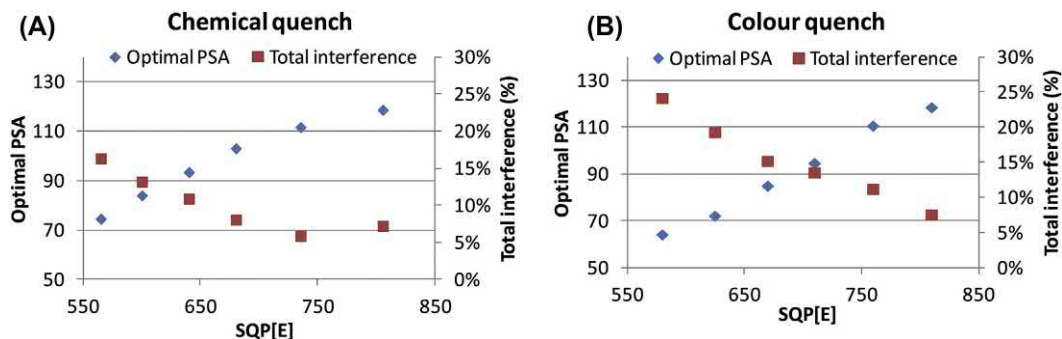 (A) Chemical quench
Optimal PSA Total interference
130
110
90
70
50
Optimal PSA
30%
25%
20%
15%
10%
5%
0%
Total interference (%)
550 650 750 850
SQP[E]
(B) Colour quench
Optimal PSA Total interference
130
110
90
70
50
Optimal PSA
30%
25%
20%
15%
10%
5%
0%
Total interference (%)
550 650 750 850
SQP[E]